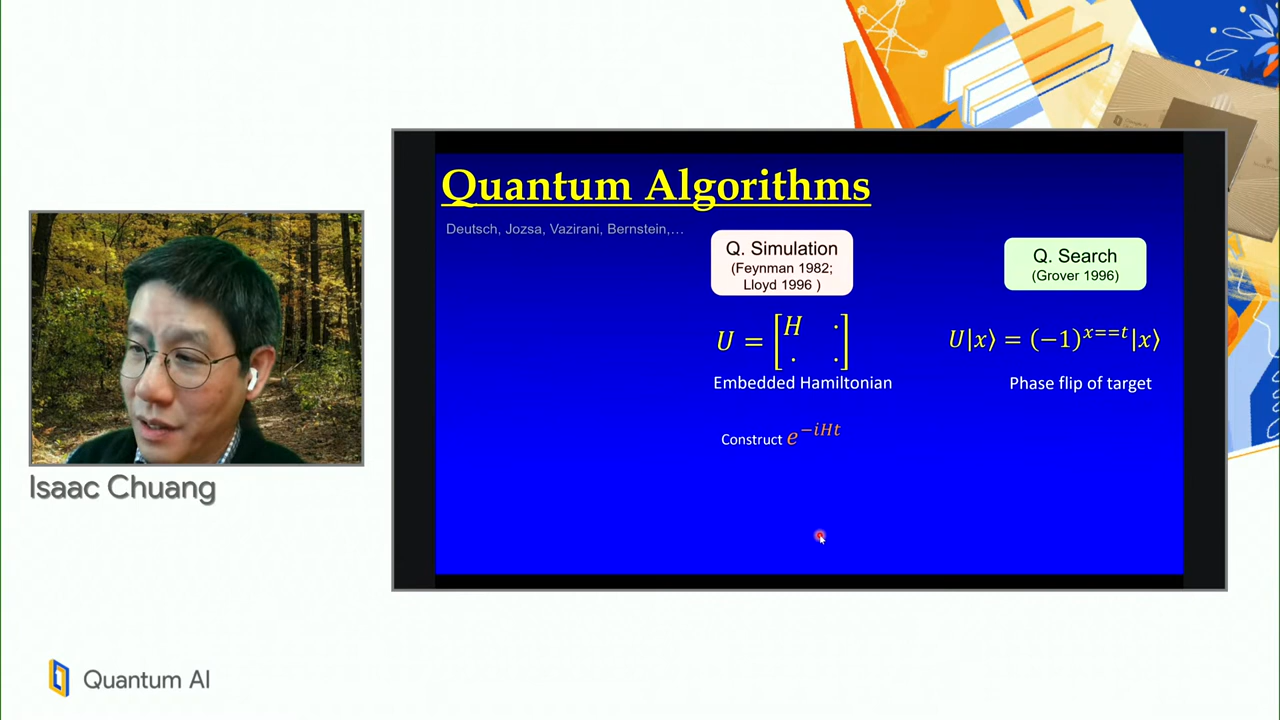 Quantum Algorithms
Deutsch, Jozsa, Vazirani, Bernstein,...
Q. Simulation
(Feynman 1982;
Lloyd 1996 )
Q. Search
(Grover 1996)
U = [H · · ·]
U|x⟩ = (−1)^{x==t}|x⟩
Embedded Hamiltonian
Phase flip of target
Construct e^{−iHt}
Isaac Chuang
Quantum AI